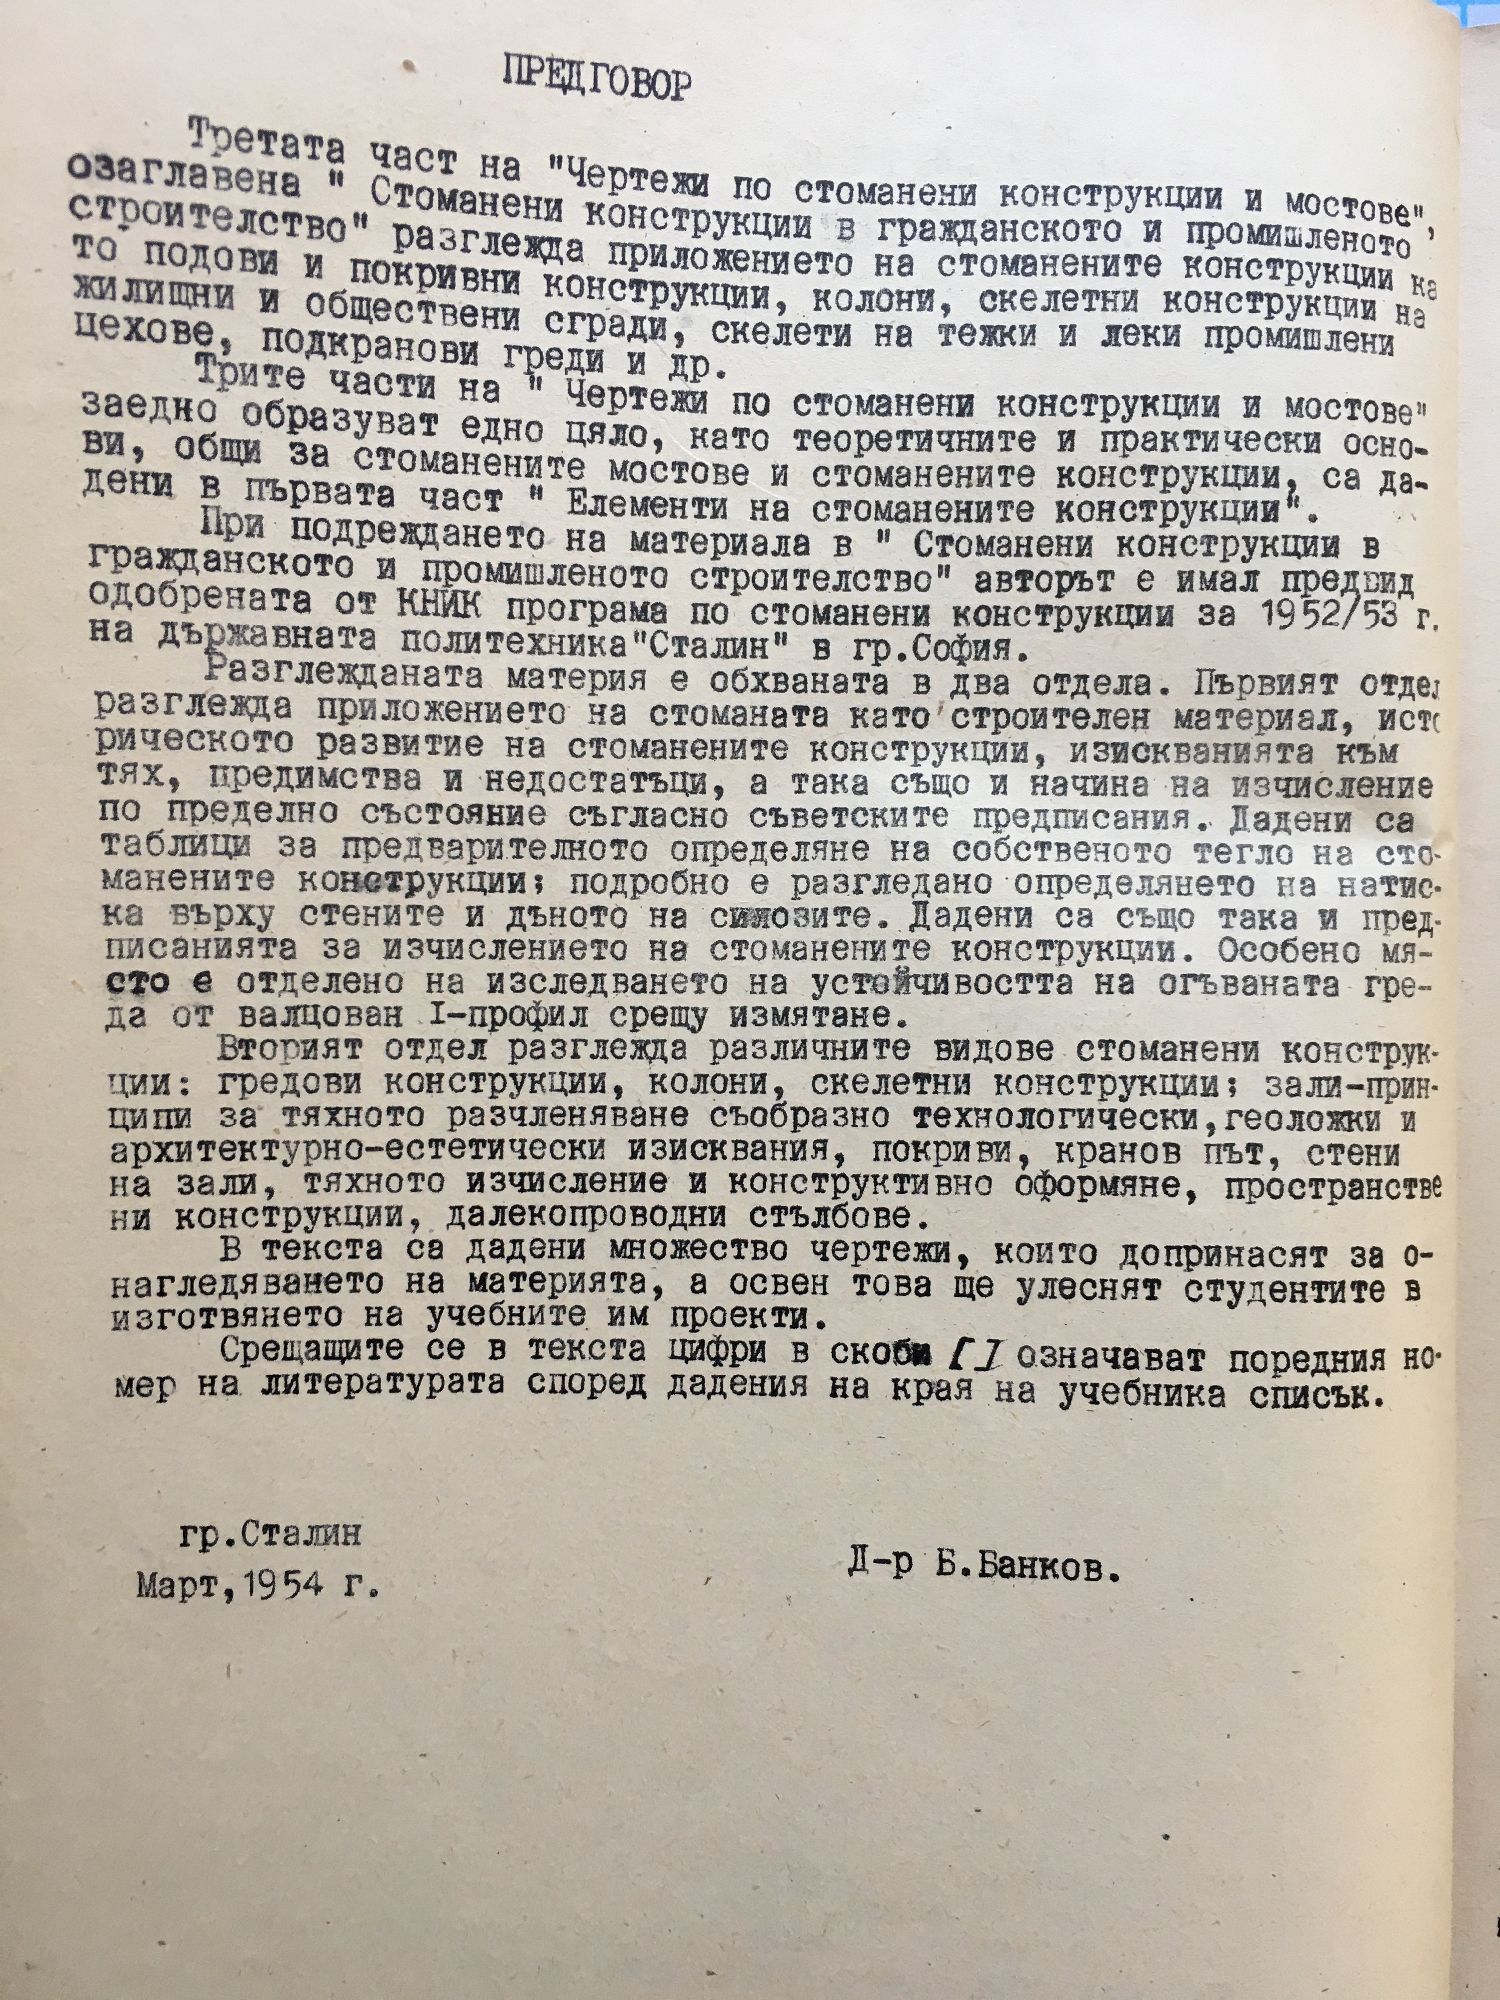 ПРЕДГОВОР
Третата част на "Чертежи по стоманени конструкции и мостове",
озаглавена " Стоманени конструкции в гражданското и промишленото
строителство" разглежда приложението на стоманените конструкции ка
то подови и покривни конструкции, колони, скелетни конструкции на
жилищни и обществени сгради, скелети на тежки и леки промишлени
цехове, подкранови греди и др.
Трите части на " Чертежи по стоманени конструкции и мостове"
заедно образуват едно цяло, като теоретичните и практически осно-
ви, общи за стоманените мостове и стоманените конструкции, са да-
дени в първата част " Елементи на стоманените конструкции".
При подреждането на материала в " Стоманени конструкции в
гражданското и промишленото строителство" авторът е имал предвид
одобрената от КНИК програма по стоманени конструкции за 1952/53 г.
на държавната политехника"Сталин" в гр.София.
Разглежданата материя е обхваната в два отдела. Първият отдел
разглежда приложението на стоманата като строителен материал, исто
рическото развитие на стоманените конструкции, изискванията към
тях, предимства и недостатъци, а така също и начина на изчисление
по пределно състояние съгласно съветските предписания. Дадени са
таблици за предварителното определяне на собственото тегло на сто-
манените конструкции; подробно е разгледано определянето на натис-
ка върху стените и дъното на силозите. Дадени са също така и пред-
писанията за изчислението на стоманените конструкции. Особено мя-
сто е отделено на изследването на устойчивостта на огъваната гре-
да от валцован I-профил срещу измятане.
Вторият отдел разглежда различните видове стоманени конструк-
ции: гредови конструкции, колони, скелетни конструкции; зали-прин-
ципи за тяхното разчленяване съобразно технологически,геоложки и
архитектурно-естетически изисквания, покриви, кранов път, стени
на зали, тяхното изчисление и конструктивно оформяне, пространстве
ни конструкции, далекопроводни стълбове.
В текста са дадени множество чертежи, които допринасят за о-
нагледяването на материята, а освен това ще улеснят студентите в
изготвянето на учебните им проекти.
Срещащите се в текста цифри в скоби [] означават поредния но-
мер на литературата според дадения на края на учебника списък.
гр.Сталин
Март,1954 г.
Д-р Б.Банков.